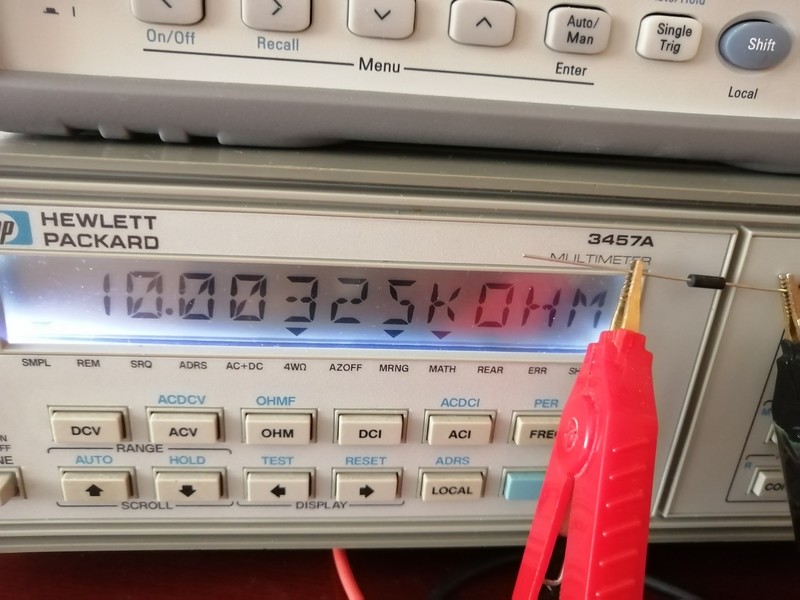 On/Off
Recall
Menu
Auto/
Man
Enter
Single
Trig
Shift
Local
hp
HEWLETT
PACKARD
3457A
MULTIMETER
10.00325KOHM
SMPL REM SRQ ADRS AC+DC 4WΩ AZOFF MRNG MATH REAR ERR
ACDCV OHMF ACDCI PER
DCV ACV OHM DCI ACI
RANGE
AUTO HOLD TEST RESET ADRS
LOCAL
SCROLL DISPLAY